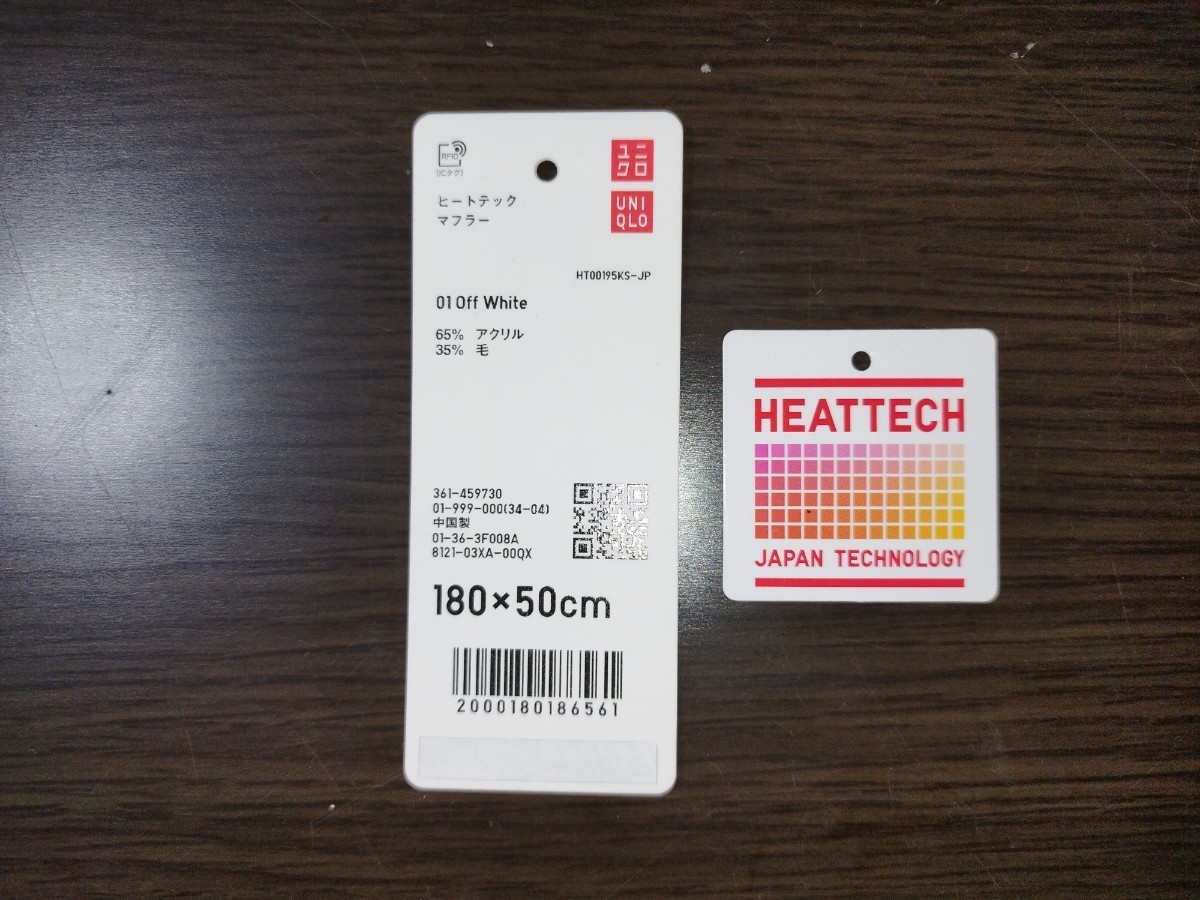 RFID
(ICタグ)
ユニ
クロ
ヒートテック
マフラー
UNI
QLO
HT00195KS-JP
01 Off White
65% アクリル
35% 毛
361-459730
01-999-000(34-04)
中国製
01-36-3F008A
8121-03XA-00QX
180×50cm
2000180186561
HEATTECH
JAPAN TECHNOLOGY